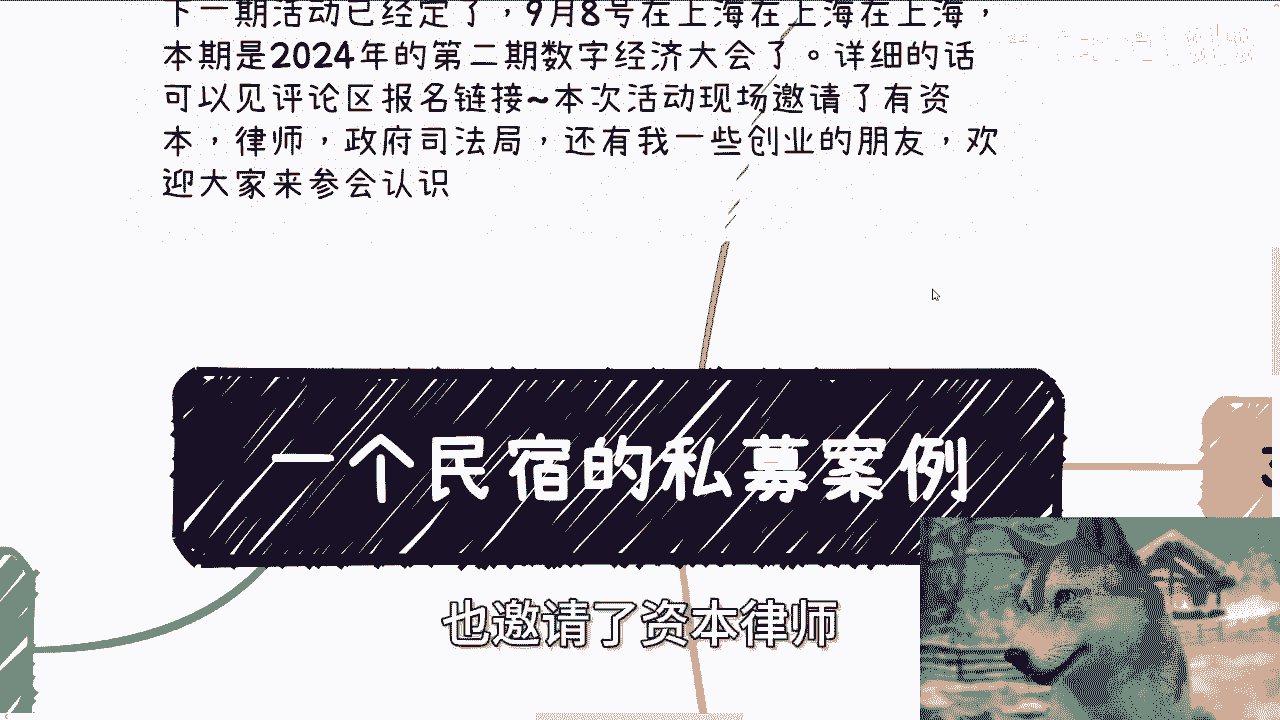 下一期活动已经定了，9月8号在上海在上海在上海，
本期是2024年的第二期数字经济大会了。详细的话
可以见评论区报名链接~本次活动现场邀请了有资
本，律师，政府司法局，还有我一些创业的朋友，欢
迎大家来参会认识
一个民宿的私募案例
也邀请了资本律师